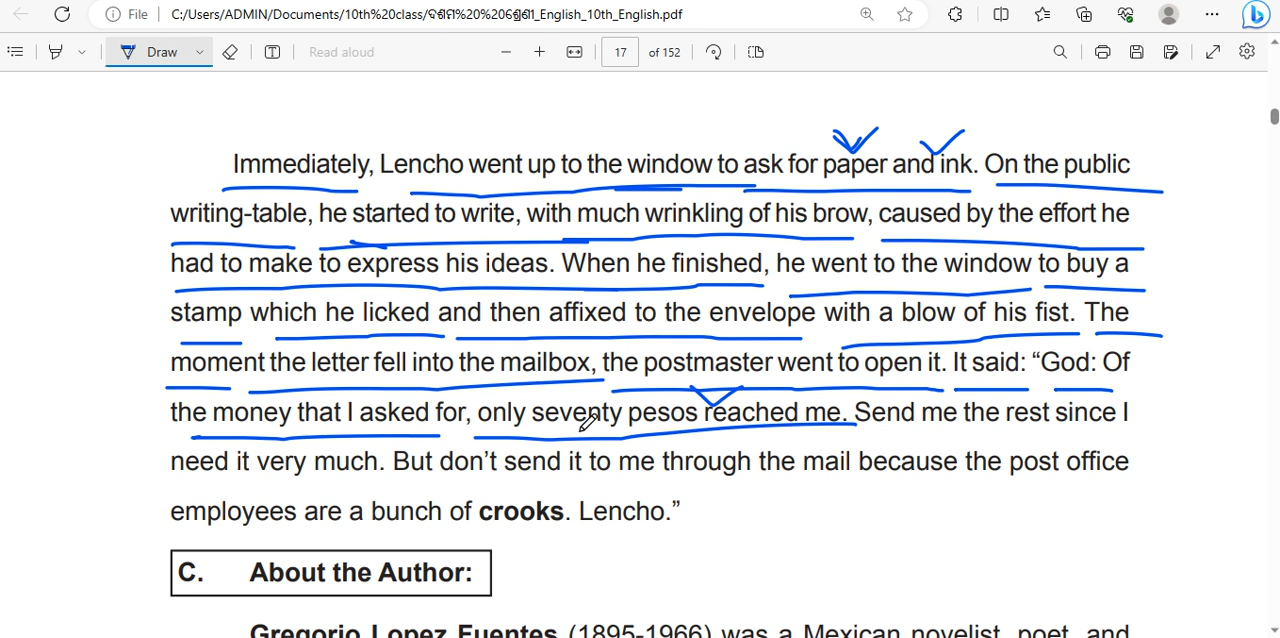 File C:/Users/ADMIN/Documents/10th%20class/ଦଶମ%20%20ଶ୍ରେଣୀ_English_10th_English.pdf
Draw Read aloud 17 of 152
Immediately, Lencho went up to the window to ask for paper and ink. On the public
writing-table, he started to write, with much wrinkling of his brow, caused by the effort he
had to make to express his ideas. When he finished, he went to the window to buy a
stamp which he licked and then affixed to the envelope with a blow of his fist. The
moment the letter fell into the mailbox, the postmaster went to open it. It said: “God: Of
the money that I asked for, only seventy pesos reached me. Send me the rest since I
need it very much. But don’t send it to me through the mail because the post office
employees are a bunch of crooks. Lencho.”
C. About the Author:
Gregorio Lopez Fuentes (1895-1966) was a Mexican novelist, poet, and